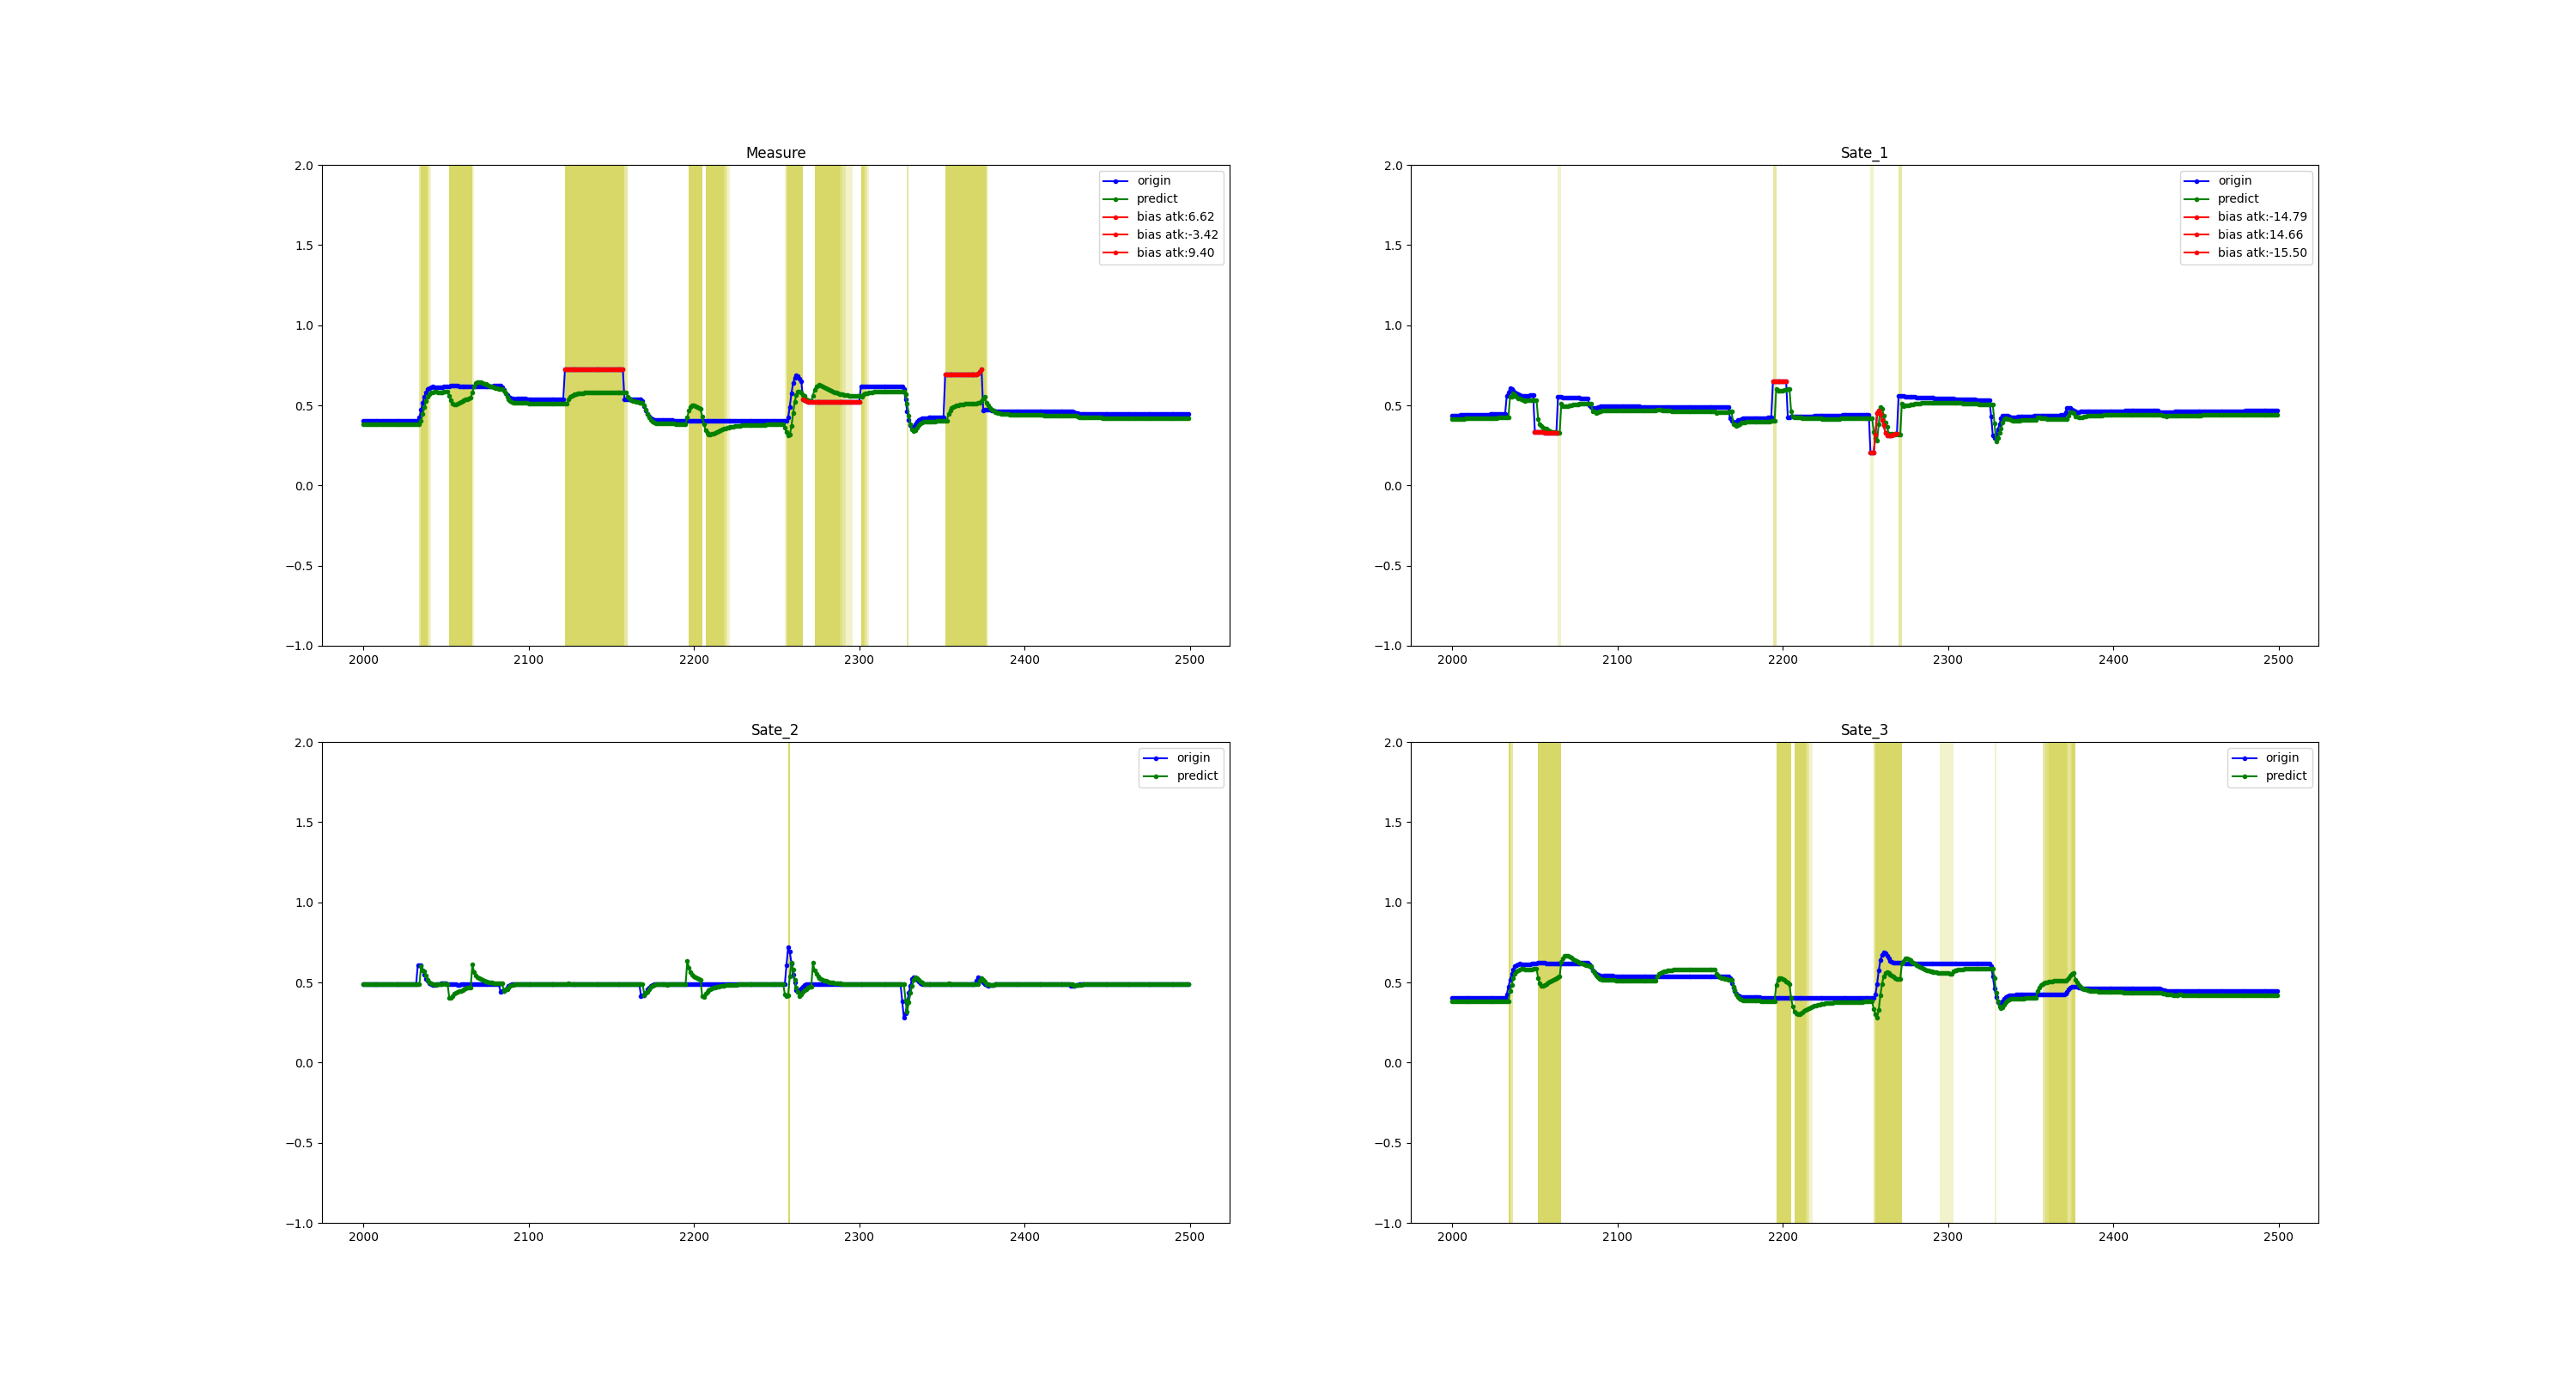 Measure
2.0
1.5
1.0
0.5
0.0
−0.5
−1.0
2000 2100 2200 2300 2400 2500
origin
predict
bias atk:6.62
bias atk:-3.42
bias atk:9.40
Sate_1
2.0
1.5
1.0
0.5
0.0
−0.5
−1.0
2000 2100 2200 2300 2400 2500
origin
predict
bias atk:-14.79
bias atk:14.66
bias atk:-15.50
Sate_2
2.0
1.5
1.0
0.5
0.0
−0.5
−1.0
2000 2100 2200 2300 2400 2500
origin
predict
Sate_3
2.0
1.5
1.0
0.5
0.0
−0.5
−1.0
2000 2100 2200 2300 2400 2500
origin
predict